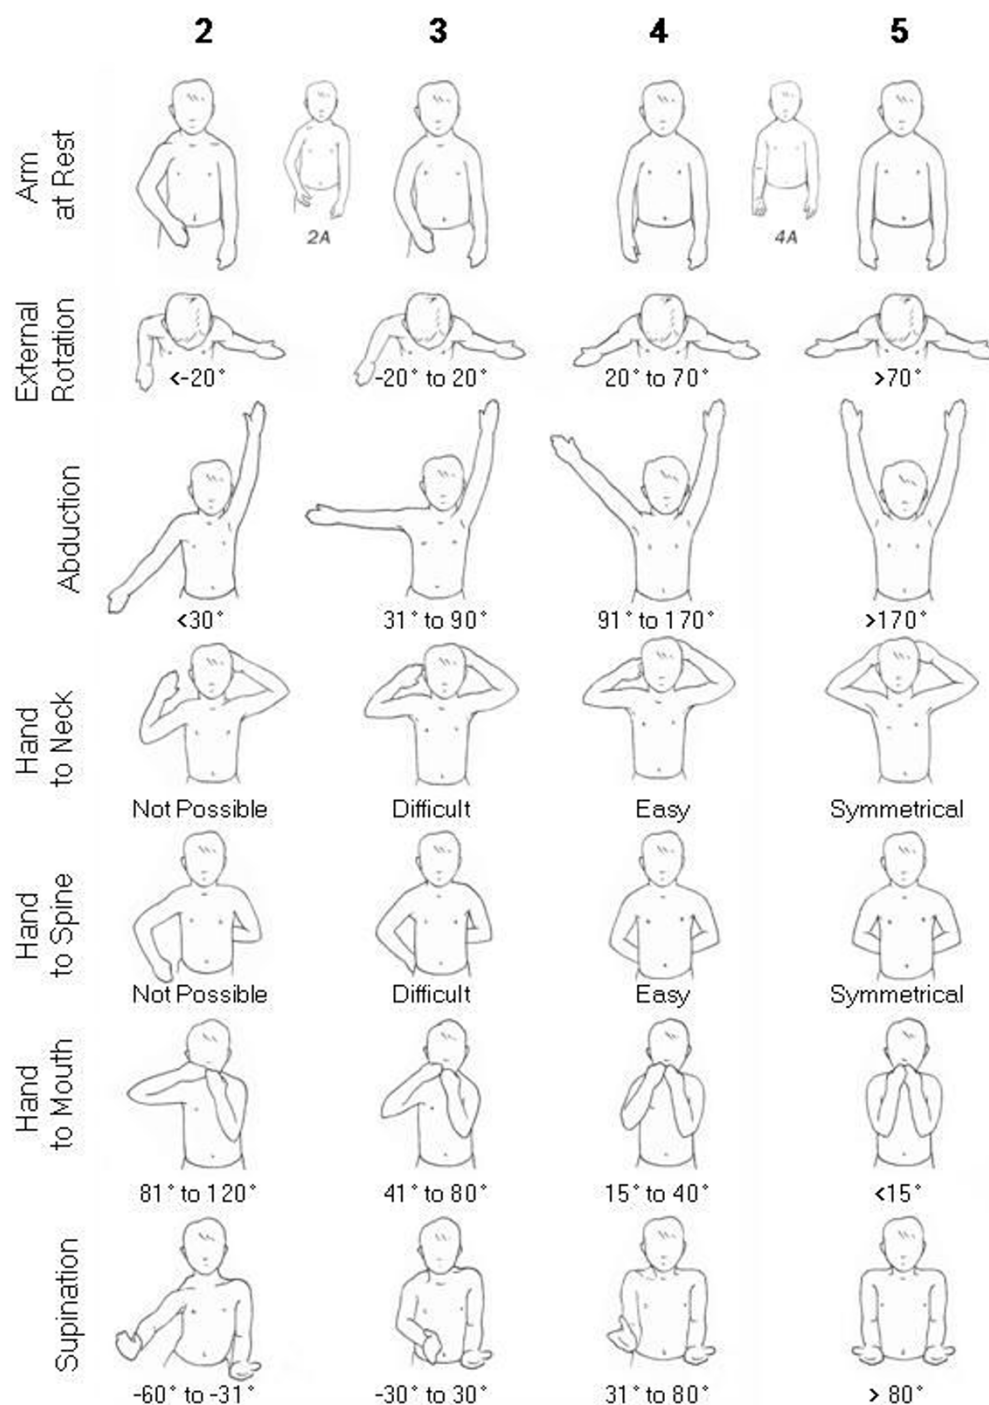 2 3 4 5
Arm
at Rest
2A 4A
External
Rotation
<-20° -20° to 20° 20° to 70° >70°
Abduction
<30° 31° to 90° 91° to 170° >170°
Hand
to Neck
Not Possible Difficult Easy Symmetrical
Hand
to Spine
Not Possible Difficult Easy Symmetrical
Hand
to Mouth
81° to 120° 41° to 80° 15° to 40° <15°
Supination
-60° to -31° -30° to 30° 31° to 80° > 80°